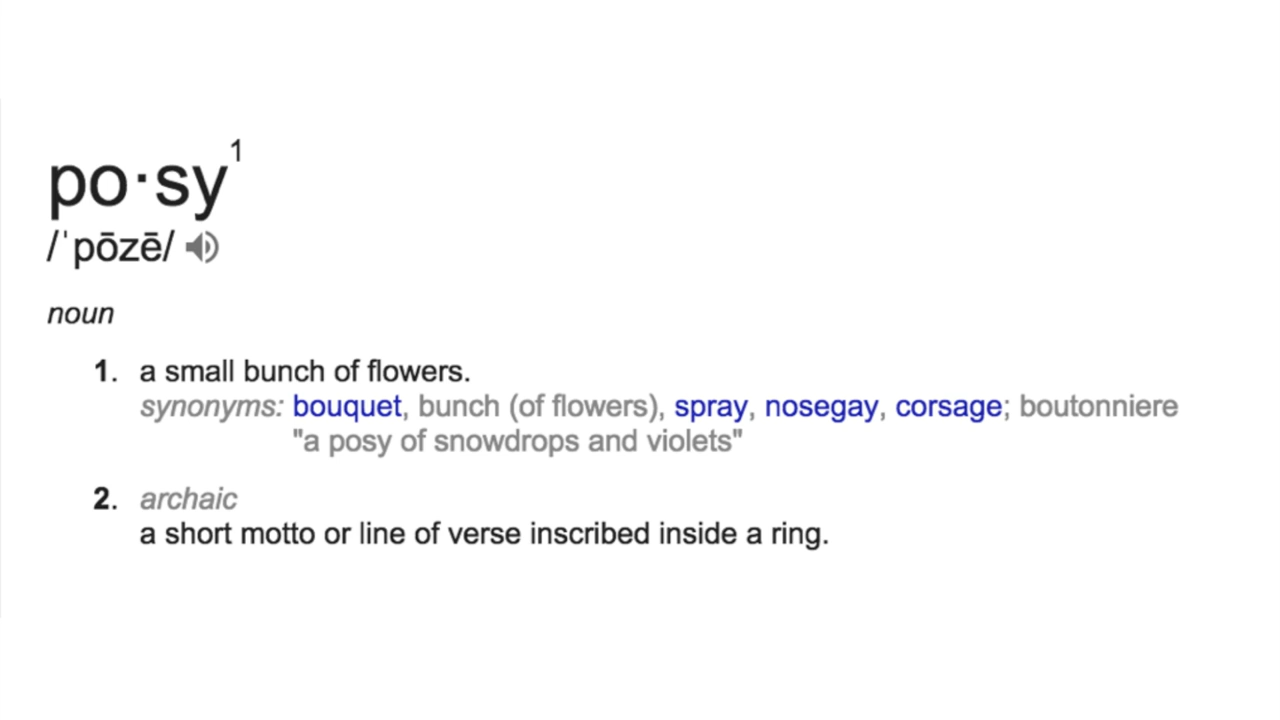 po·sy1
/ˈpōzē/
noun
1. a small bunch of flowers.
synonyms: bouquet, bunch (of flowers), spray, nosegay, corsage; boutonniere
"a posy of snowdrops and violets"
2. archaic
a short motto or line of verse inscribed inside a ring.